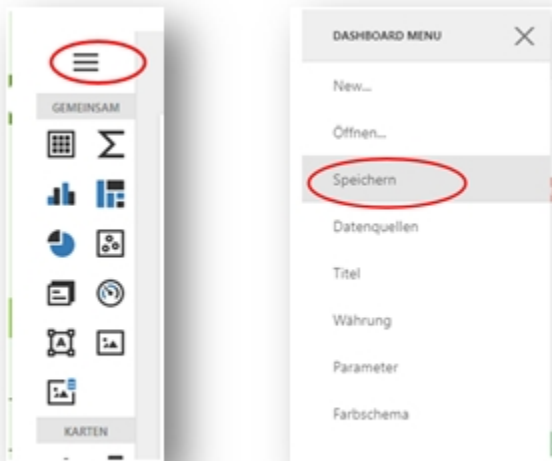 GEMEINSAM
A
KARTEN
DASHBOARD MENU
New...
Öffnen...
Speichern
Datenquellen
Titel
Währung
Parameter
Farbschema